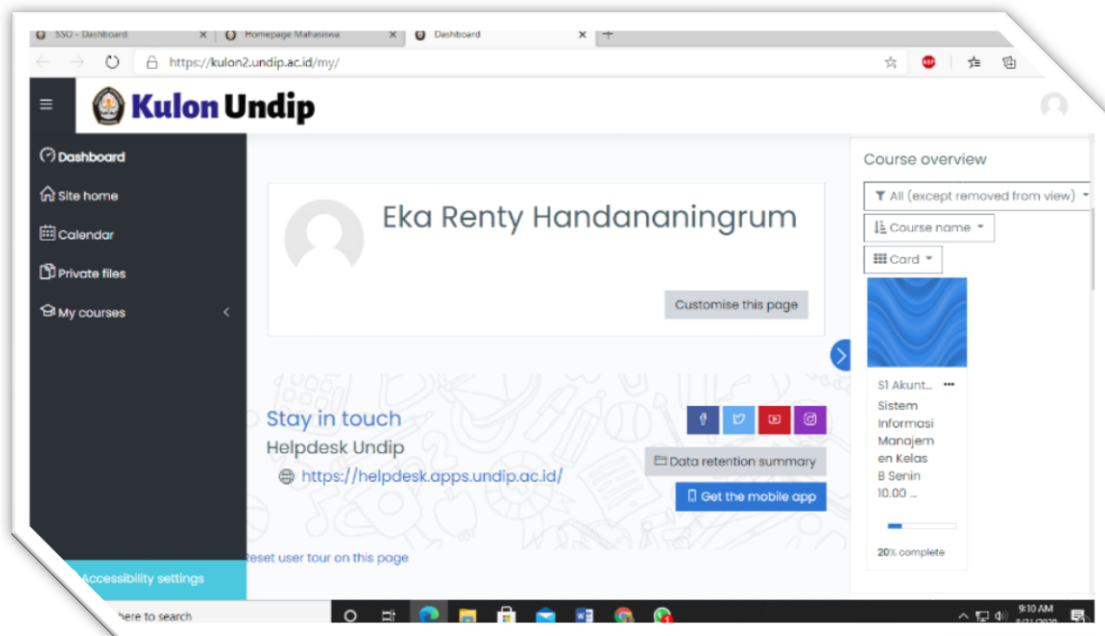 SSO - Dashboard
Homepage Mahasiswa
Dashboard
https://kulon2.undip.ac.id/my/
ABP
Kulon Undip
Dashboard
Site home
Calendar
Private files
My courses
Eka Renty Handananingrum
Customise this page
Stay in touch
Helpdesk Undip
https://helpdesk.apps.undip.ac.id/
Data retention summary
Get the mobile app
Reset user tour on this page
Accessibility settings
Course overview
All (except removed from view)
Course name
Card
S1 Akunt...
Sistem
Informasi
Manajem
en Kelas
B Senin
10.00 ...
20% complete
here to search
9:10 AM